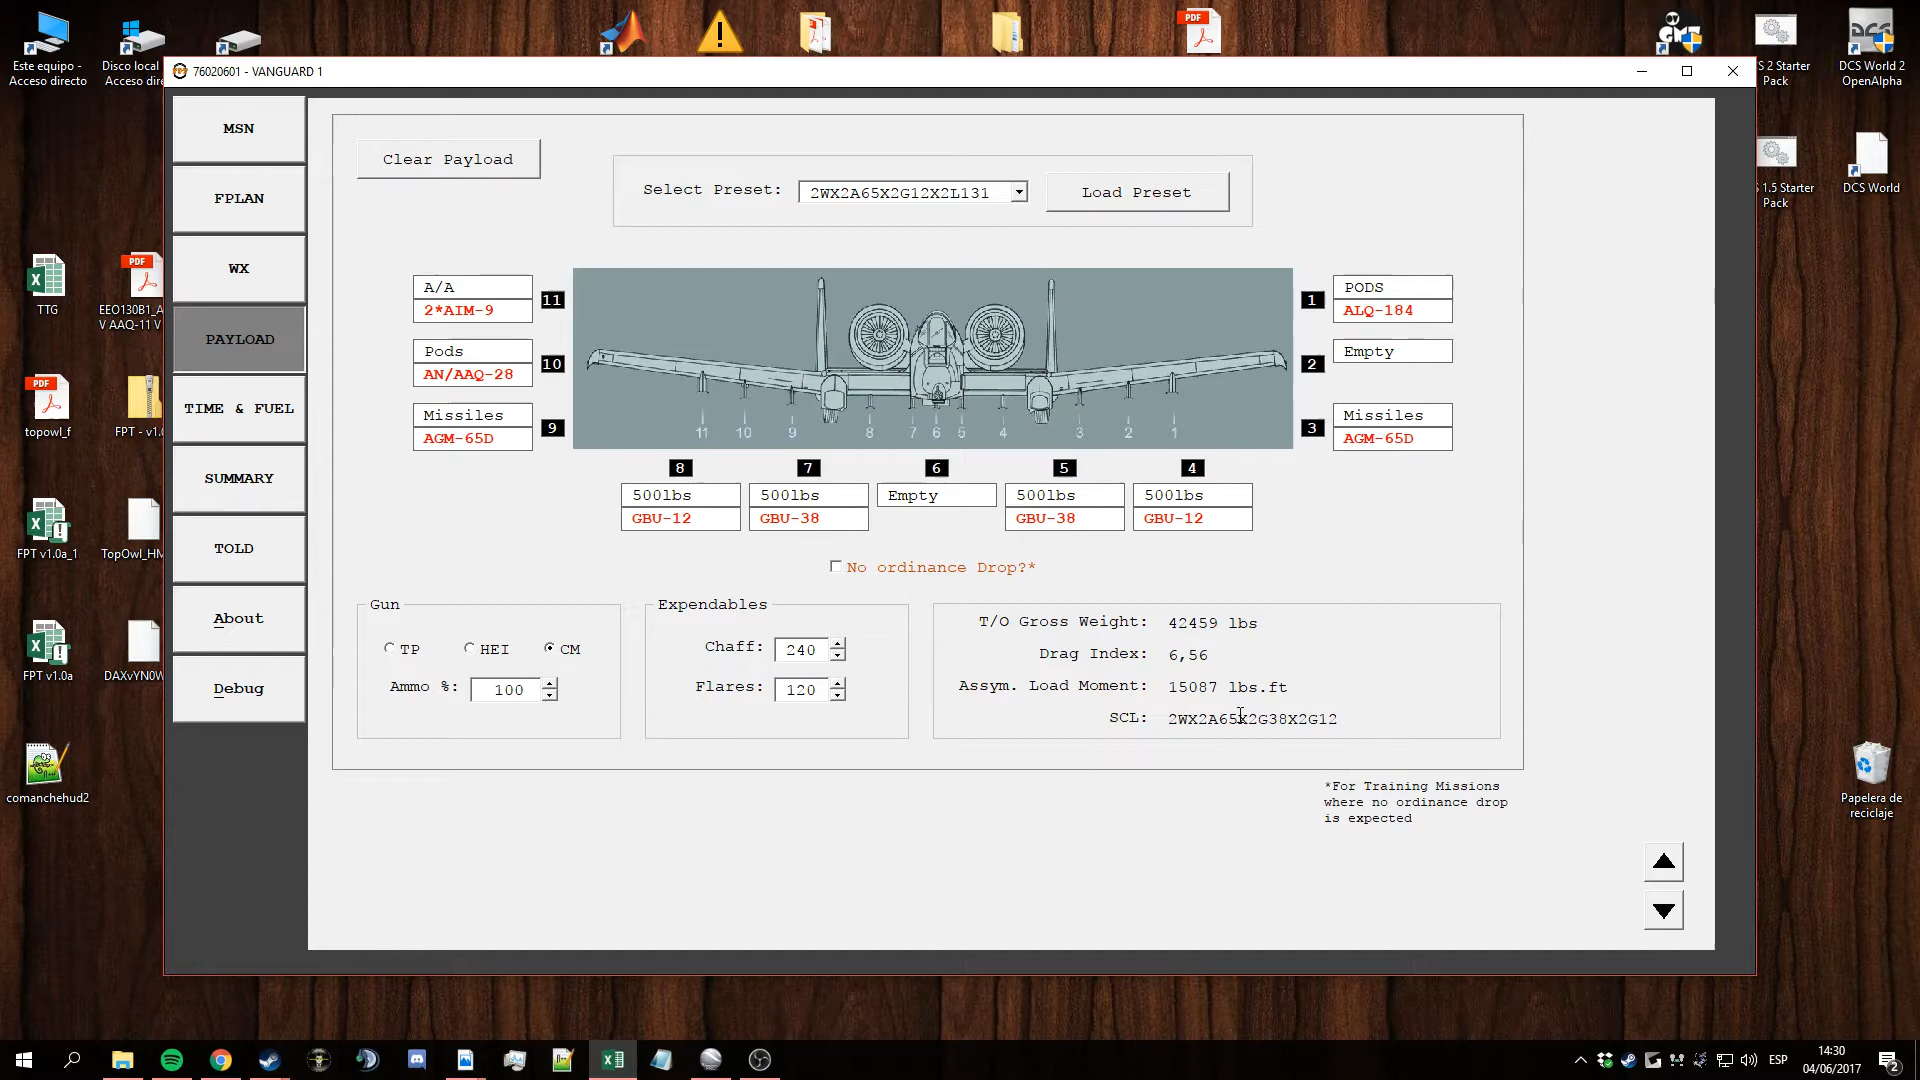 Este equipo -
Acceso directo
Disco local
Acceso dire
PDF
S 2 Starter
Pack
DCS World 2
OpenAlpha
76020601 - VANGUARD 1
MSN
FPLAN
WX
PAYLOAD
TIME & FUEL
SUMMARY
TOLD
About
Debug
Clear Payload
Select Preset:
2WX2A65X2G12X2L131
Load Preset
A/A
2*AIM-9
11
Pods
AN/AAQ-28
10
Missiles
AGM-65D
9
11 10 9 8 7 6 5 4 3 2 1
1
PODS
ALQ-184
2
Empty
3
Missiles
AGM-65D
8
500lbs
GBU-12
7
500lbs
GBU-38
6
Empty
5
500lbs
GBU-38
4
500lbs
GBU-12
No ordinance Drop?*
Gun
TP
HEI
CM
Ammo %:
100
Expendables
Chaff:
240
Flares:
120
T/O Gross Weight: 42459 lbs
Drag Index: 6,56
Assym. Load Moment: 15087 lbs.ft
SCL: 2WX2A65X2G38X2G12
*For Training Missions
where no ordinance drop
is expected
TTG
PDF
EEO130B1_A
V AAQ-11 V
PDF
topowl_f
FPT - v1.0
FPT v1.0a_1
TopOwl_HM
FPT v1.0a
DAXvYN0W
comanchehud2
S 1.5 Starter
Pack
DCS World
Papelera de
reciclaje
ESP
14:30
04/06/2017
2